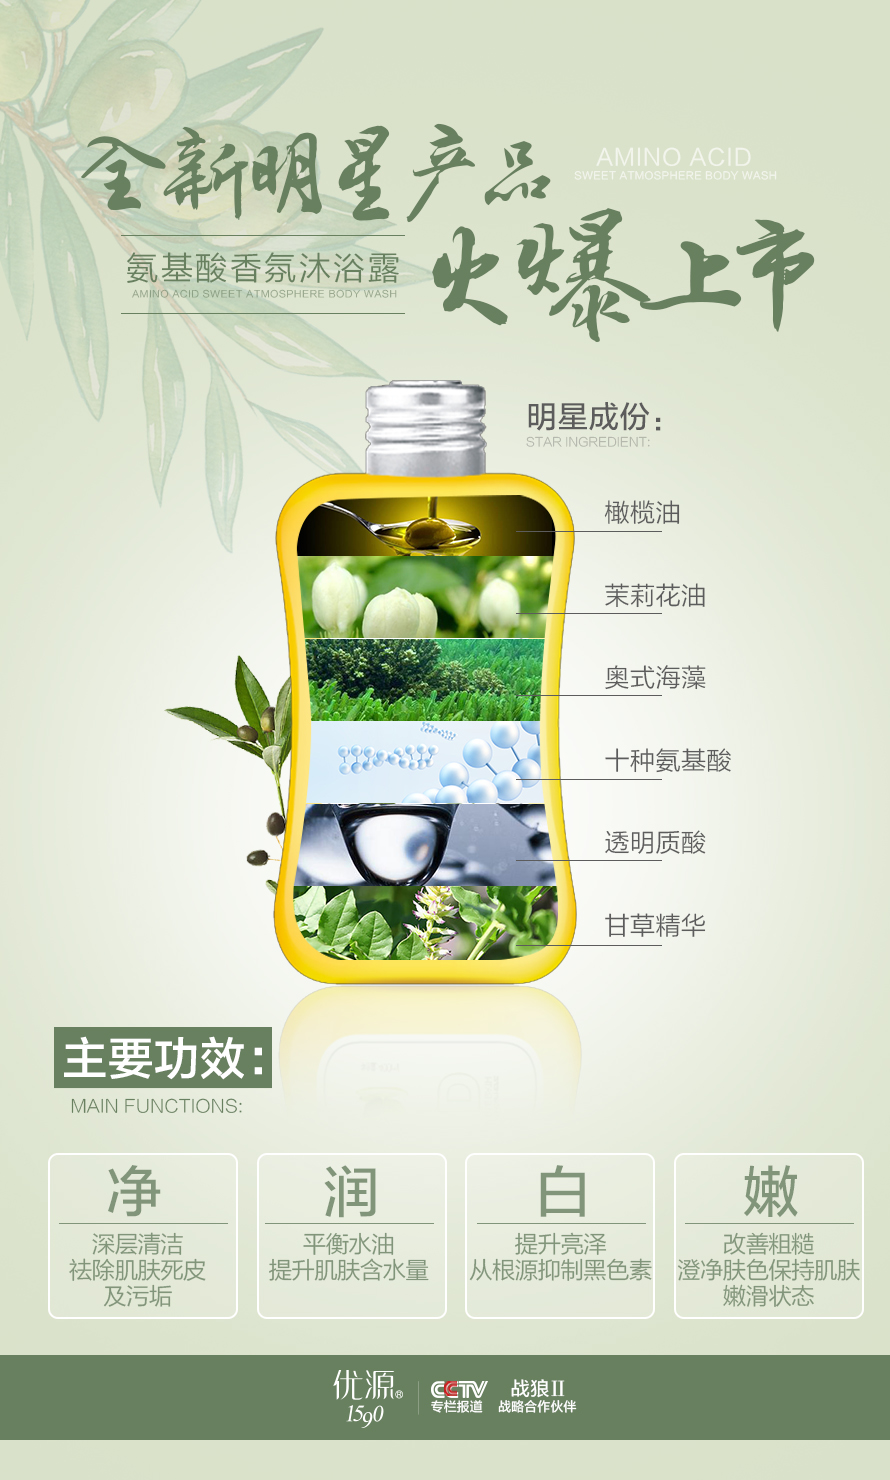 全新明星产品
AMINO ACID
SWEET ATMOSPHERE BODY WASH
火爆上市
氨基酸香氛沐浴露
AMINO ACID SWEET ATMOSPHERE BODY WASH
明星成份：
STAR INGREDIENT:
橄榄油
茉莉花油
奥式海藻
十种氨基酸
透明质酸
甘草精华
主要功效：
MAIN FUNCTIONS:
净
深层清洁
祛除肌肤死皮
及污垢
润
平衡水油
提升肌肤含水量
白
提升亮泽
从根源抑制黑色素
嫩
改善粗糙
澄净肤色保持肌肤
嫩滑状态
优源®
1590
CCTV
专栏报道
战狼II
战略合作伙伴